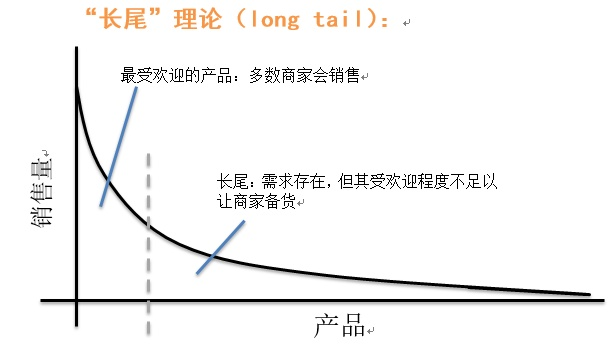 “长尾”理论（long tail）：
最受欢迎的产品：多数商家会销售
长尾：需求存在，但其受欢迎程度不足以
让商家备货
销售量
产品